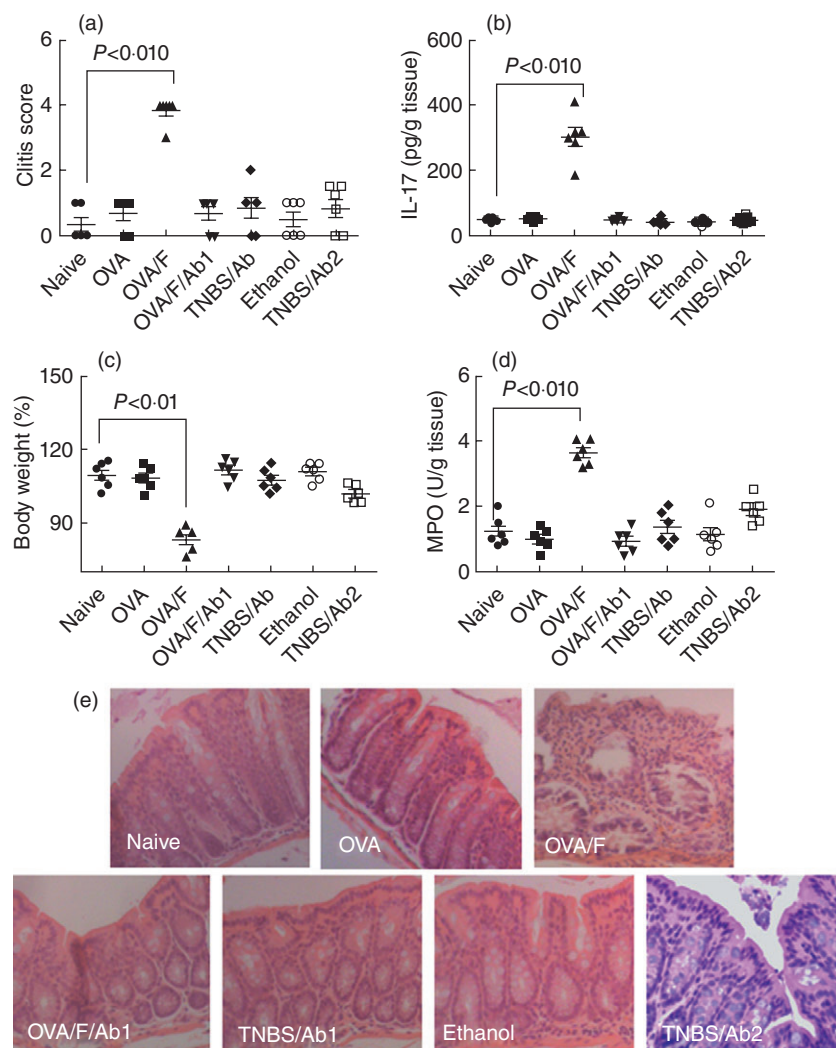 (a)
6
4
2
0
Clitis score
P<0·010
Naive
OVA
OVA/F
OVA/F/Ab1
TNBS/Ab
Ethanol
TNBS/Ab2
(b)
600
400
200
0
IL-17 (pg/g tissue)
P<0·010
Naive
OVA
OVA/F
OVA/F/Ab1
TNBS/Ab
Ethanol
TNBS/Ab2
(c)
150
110
90
Body weight (%)
P<0·01
Naive
OVA
OVA/F
OVA/F/Ab1
TNBS/Ab
Ethanol
TNBS/Ab2
(d)
6
4
2
0
MPO (U/g tissue)
P<0·010
Naive
OVA
OVA/F
OVA/F/Ab1
TNBS/Ab
Ethanol
TNBS/Ab2
(e)
Naive
OVA
OVA/F
OVA/F/Ab1
TNBS/Ab1
Ethanol
TNBS/Ab2